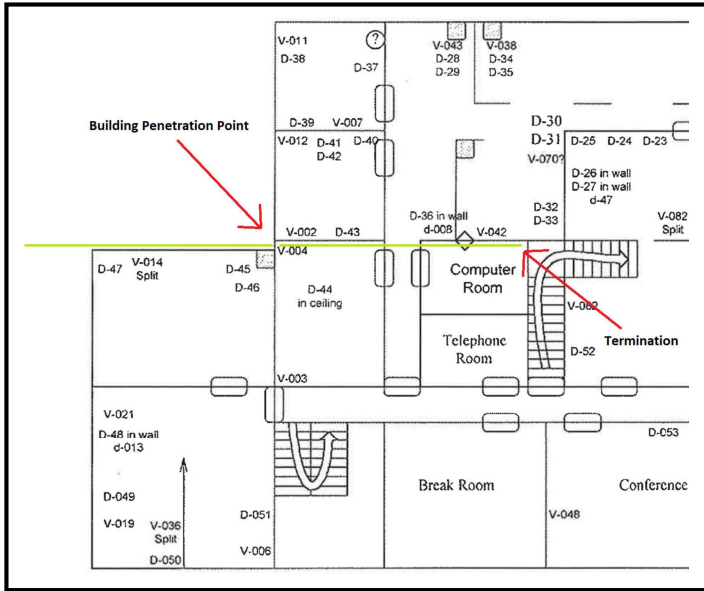 V-011
D-38
?
D-37
V-043
D-28
D-29
V-038
D-34
D-35
Building Penetration Point
D-39 V-007
V-012
D-41
D-42
D-40
D-30
D-31
V-070?
D-25 D-24 D-23
D-26 in wall
D-27 in wall
d-47
D-32
D-33
D-36 in wall
d-008
V-042
V-082
Split
V-002 D-43
V-004
D-47
V-014
Split
D-45
D-46
D-44
in ceiling
Computer
Room
V-082
Telephone
Room
Termination
D-52
V-003
V-021
D-48 in wall
d-013
D-053
D-049
V-019
V-036
Split
D-050
D-051
V-006
Break Room
V-048
Conference